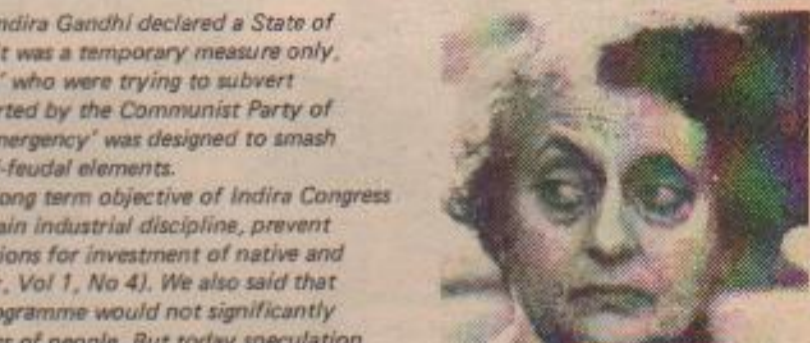 ndira Gandhi declared a State of
t was a temporary measure only,
' who were trying to subvert
rted by the Communist Party of
mergency' was designed to smash
i-feudal elements.
ong term objective of Indira Congress
ain industrial discipline, prevent
ions for investment of native and
, Vol 1, No 4). We also said that
ogramme would not significantly
ss of people. But today speculation